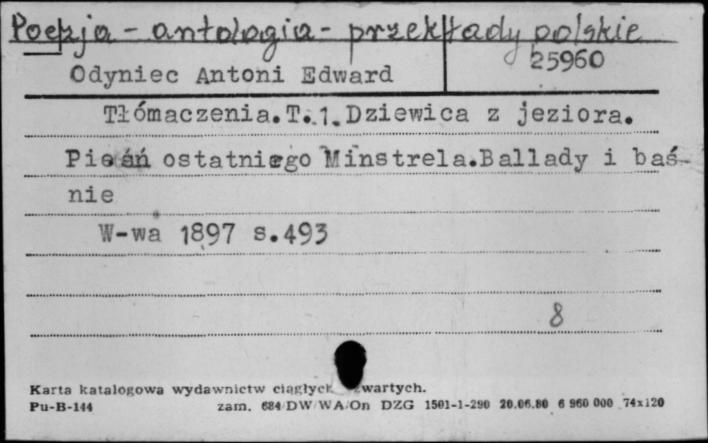 Poezja - antologia - przekłady polskie
25960
Odyniec Antoni Edward
Tłómaczenia.T.1.Dziewica z jeziora.
Pieśń ostatniego Minstrela.Ballady i baś-
nie
W-wa 1897 s.493
8
Karta katalogowa wydawnictw ciągłych wartych.
Pu-B-144 zam. 684/DW/WA/On DZG 1501-1-290 20.06.80 6 960 000 74x120